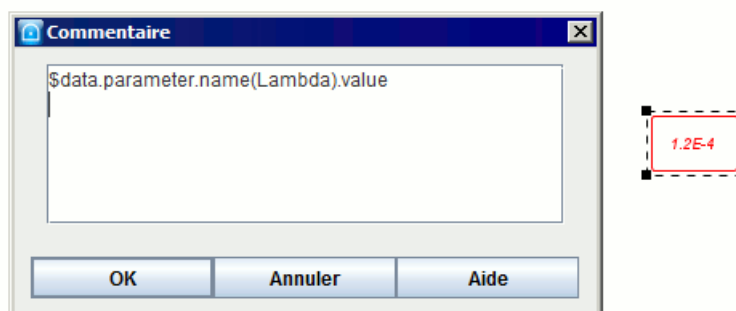 Commentaire
$data.parameter.name(Lambda).value
1.2E-4
OK
Annuler
Aide